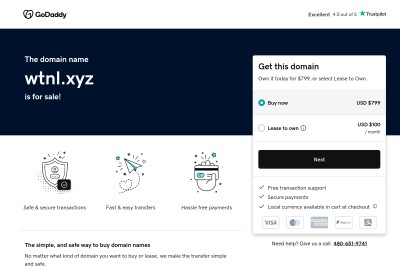 GoDaddy
Excellent 4.5 out of 5 Trustpilot
The domain name
wtnl.xyz
is for sale!
Get this domain
Own it today for $799, or select Lease to Own.
Buy now USD $799
Lease to own USD $100
/ month
Next
Free transaction support
Secure payments
Local currency available in cart at checkout
VISA
PayPal
Safe & secure transactions
Fast & easy transfers
Hassle free payments
Need help? Give us a call: 480-651-9741
The simple, and safe way to buy domain names
No matter what kind of domain you want to buy or lease, we make the transfer simple
and safe.